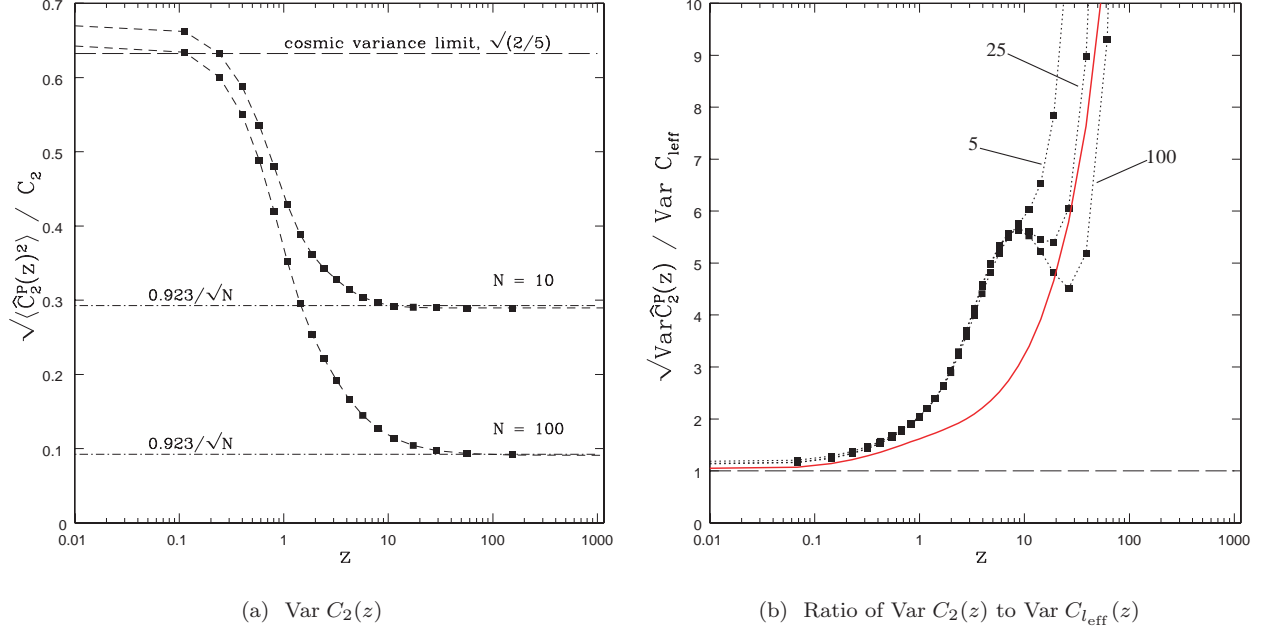 0.7
0.6
0.5
0.4
0.3
0.2
0.1
0
√⟨Ĉ₂ᴾ(z)²⟩ / C₂
cosmic variance limit, √(2/5)
0.923/√N
N = 10
0.923/√N
N = 100
0.01 0.1 1 10 100 1000
z
(a) Var C₂(z)
10
9
8
7
6
5
4
3
2
1
0
√VarĈ₂ᴾ(z) / Var C_leff
25
5
100
0.01 0.1 1 10 100 1000
z
(b) Ratio of Var C₂(z) to Var C_{l_eff}(z)